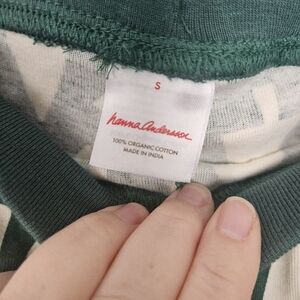 S
hanna andersson
100% ORGANIC COTTON
MADE IN INDIA